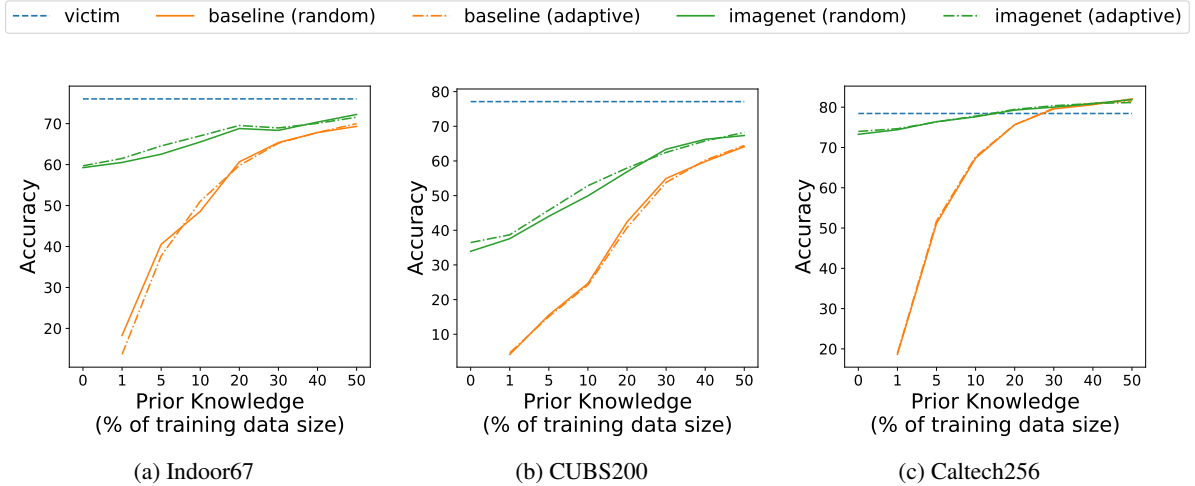 victim baseline (random) baseline (adaptive) imagenet (random) imagenet (adaptive)
Accuracy
70
60
50
40
30
20
0 1 5 10 20 30 40 50
Prior Knowledge
(% of training data size)
(a) Indoor67
Accuracy
80
70
60
50
40
30
20
10
0 1 5 10 20 30 40 50
Prior Knowledge
(% of training data size)
(b) CUBS200
Accuracy
80
70
60
50
40
30
20
0 1 5 10 20 30 40 50
Prior Knowledge
(% of training data size)
(c) Caltech256